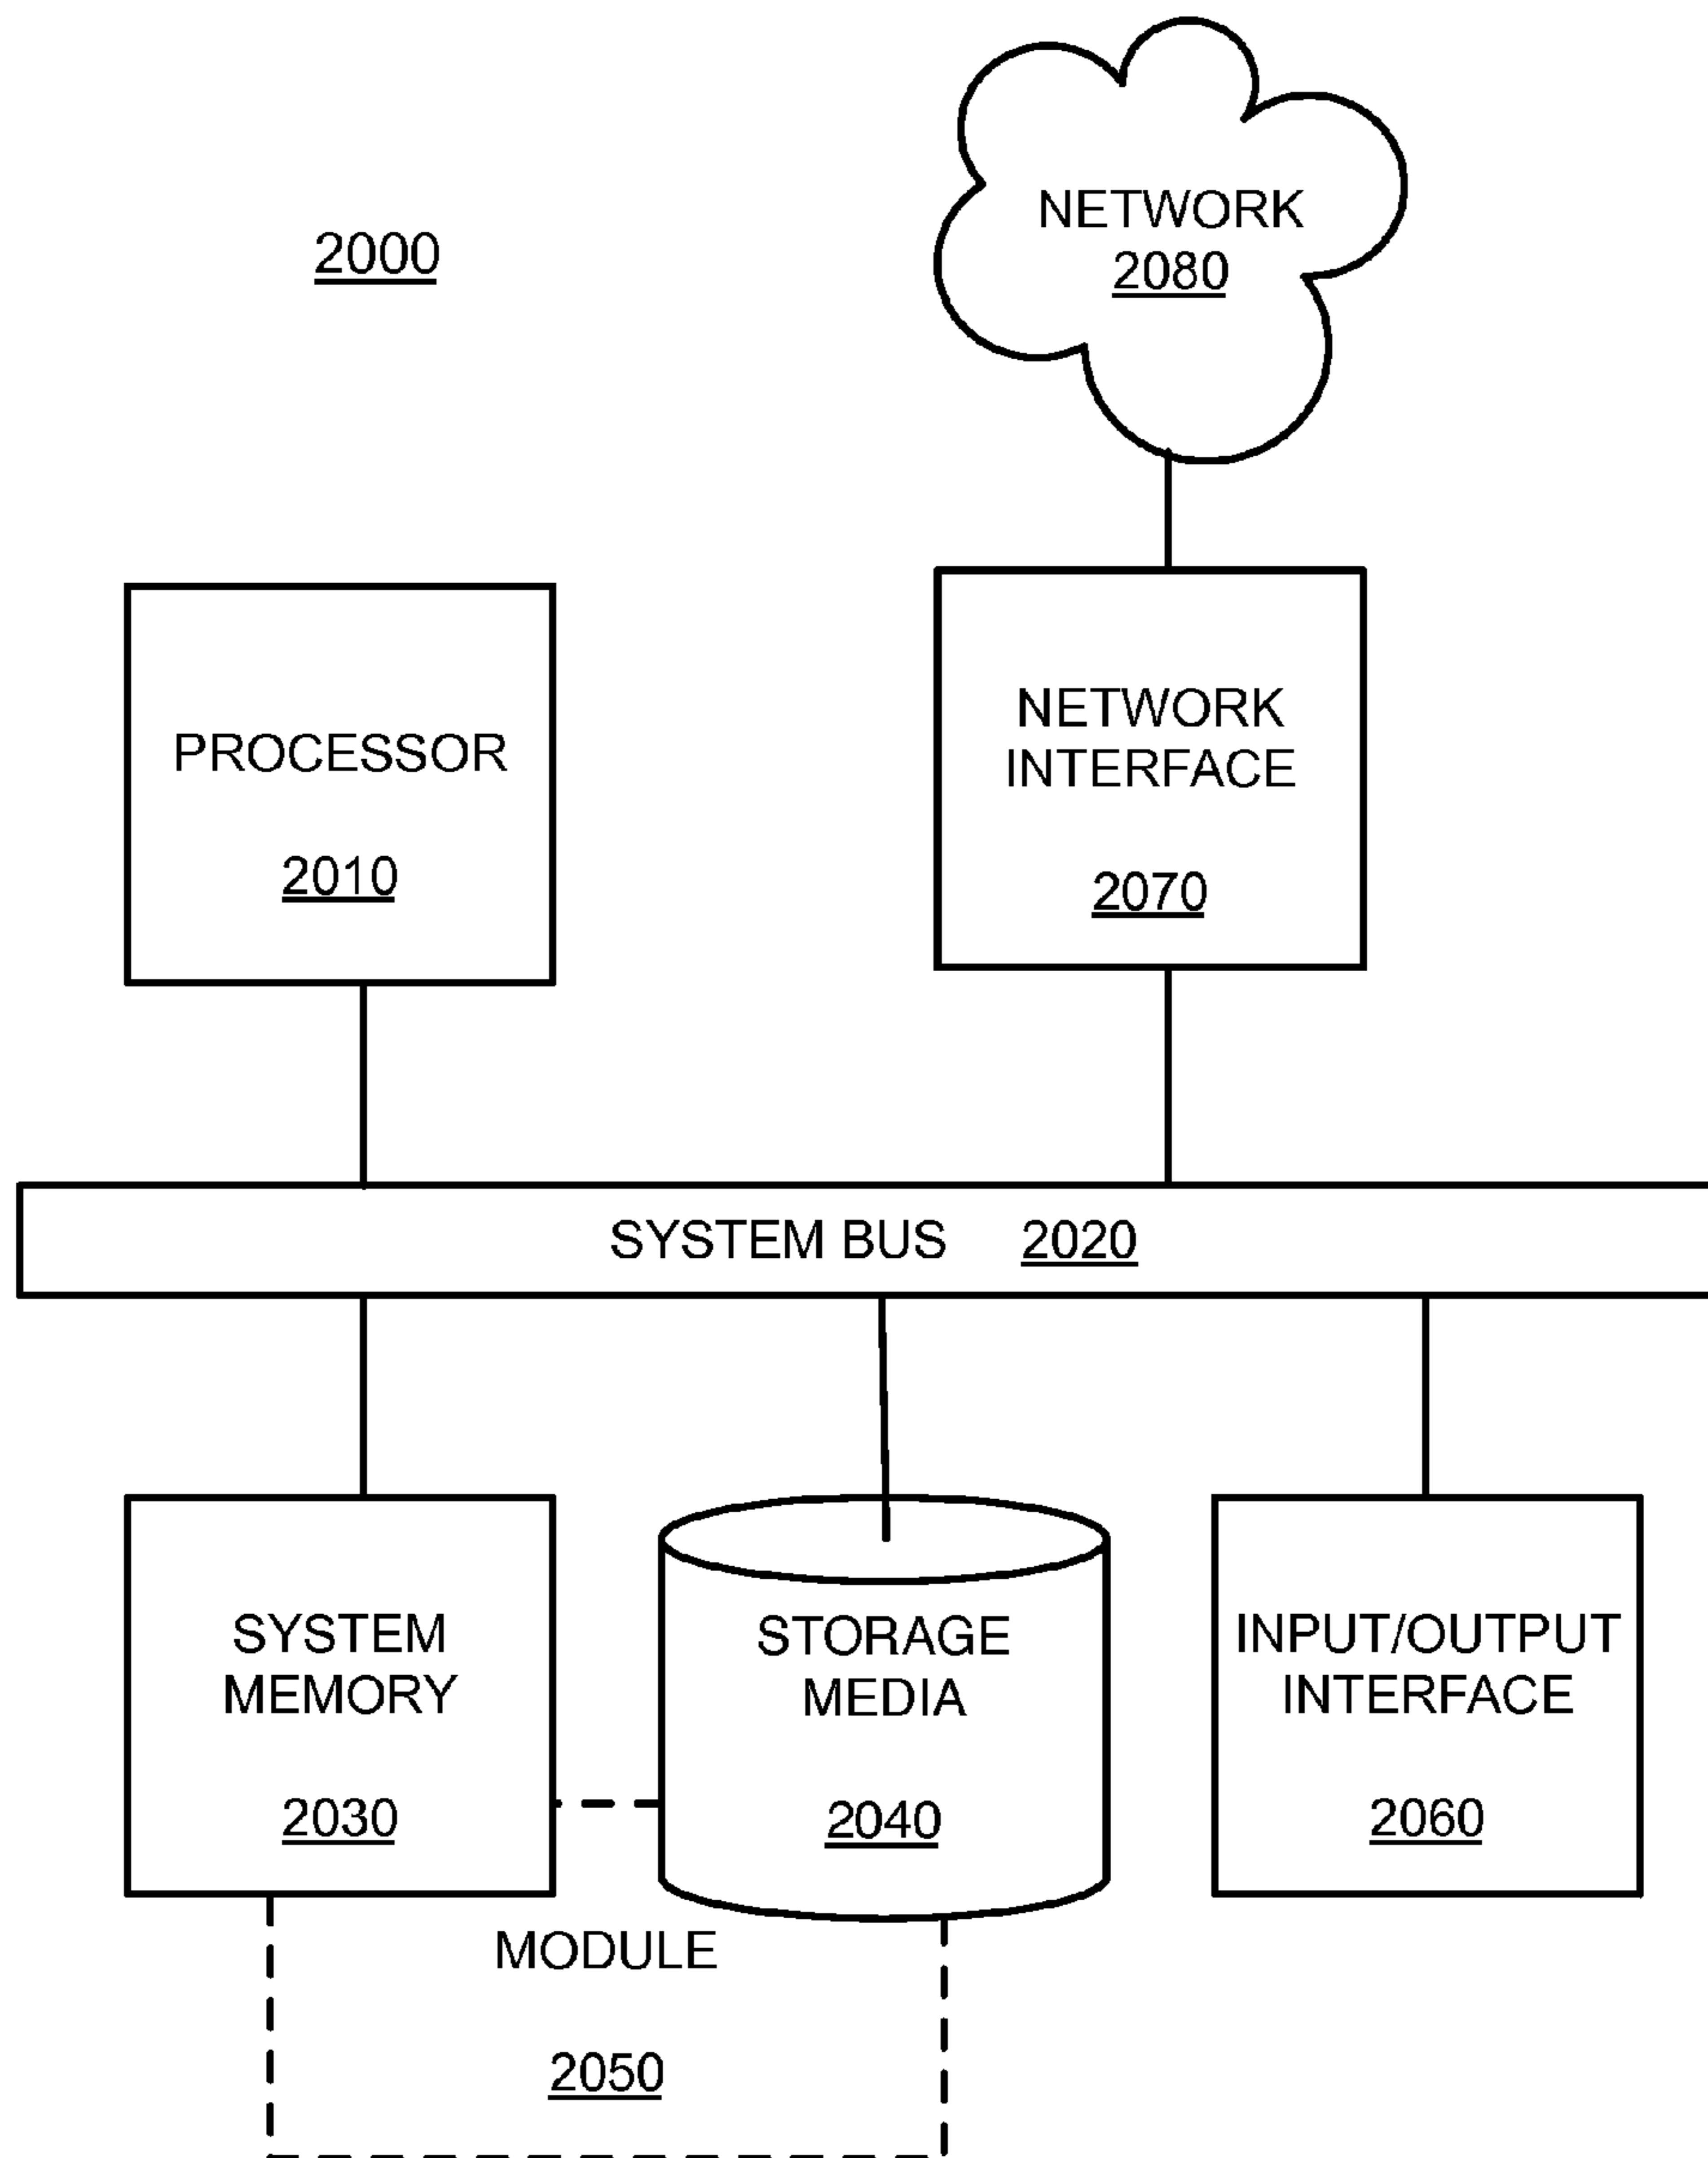 NETWORK
2080
2000
PROCESSOR
2010
NETWORK
INTERFACE
2070
SYSTEM BUS 2020
SYSTEM
MEMORY
2030
STORAGE
MEDIA
2040
INPUT/OUTPUT
INTERFACE
2060
MODULE
2050